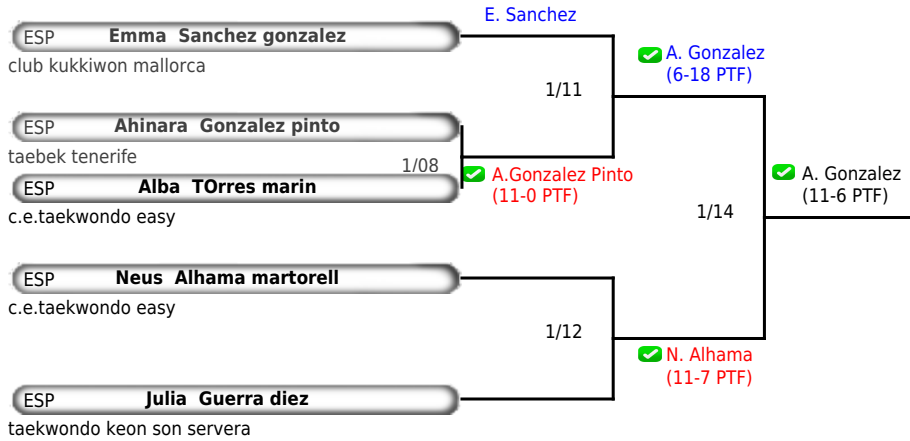 E. Sanchez
ESP Emma Sanchez gonzalez
club kukkiwon mallorca
A. Gonzalez
(6-18 PTF)
1/11
ESP Ahinara Gonzalez pinto
taebek tenerife
1/08
A.Gonzalez Pinto
(11-0 PTF)
ESP Alba TOrres marin
c.e.taekwondo easy
A. Gonzalez
(11-6 PTF)
1/14
ESP Neus Alhama martorell
c.e.taekwondo easy
1/12
N. Alhama
(11-7 PTF)
ESP Julia Guerra diez
taekwondo keon son servera